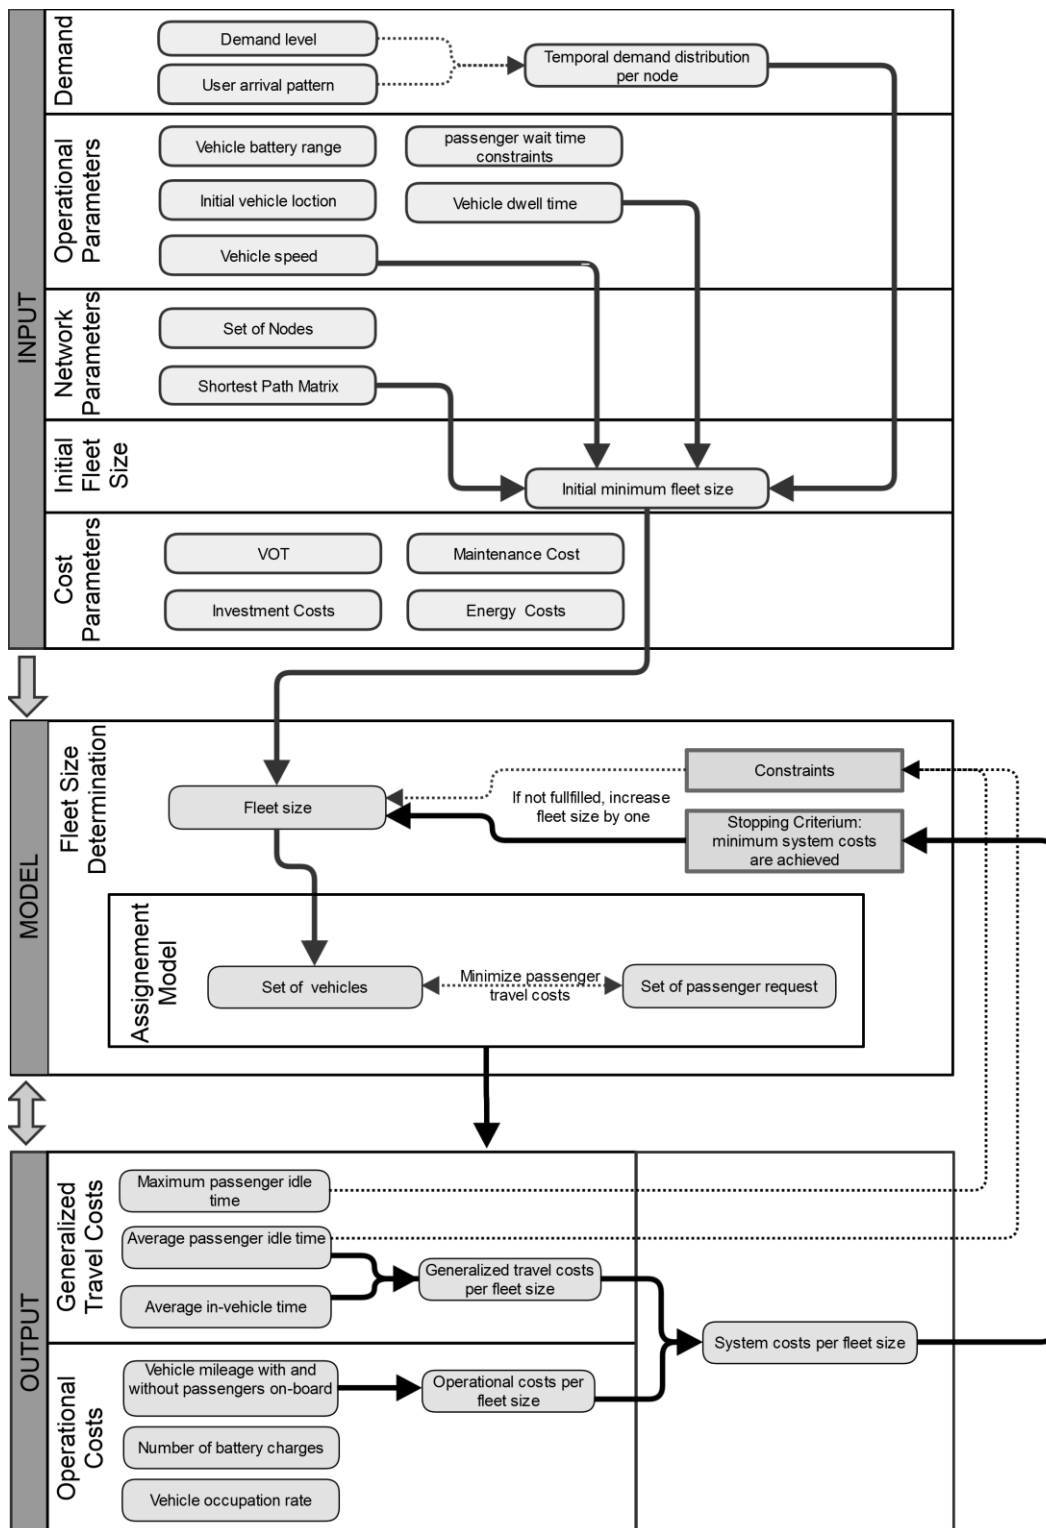 INPUT
Demand
Demand level
User arrival pattern
Temporal demand distribution
per node
Operational
Parameters
Vehicle battery range
passenger wait time
constraints
Initial vehicle loction
Vehicle dwell time
Vehicle speed
Network
Parameters
Set of Nodes
Shortest Path Matrix
Initial
Fleet
Size
Initial minimum fleet size
Cost
Parameters
VOT
Maintenance Cost
Investment Costs
Energy Costs
MODEL
Fleet Size
Determination
Constraints
Fleet size
If not fullfilled, increase
fleet size by one
Stopping Criterium:
minimum system costs
are achieved
Assignement
Model
Set of vehicles
Minimize passenger
travel costs
Set of passenger request
OUTPUT
Generalized
Travel Costs
Maximum passenger idle
time
Average passenger idle time
Generalized travel costs
per fleet size
Average in-vehicle time
System costs per fleet size
Operational
Costs
Vehicle mileage with and
without passengers on-board
Operational costs per
fleet size
Number of battery charges
Vehicle occupation rate